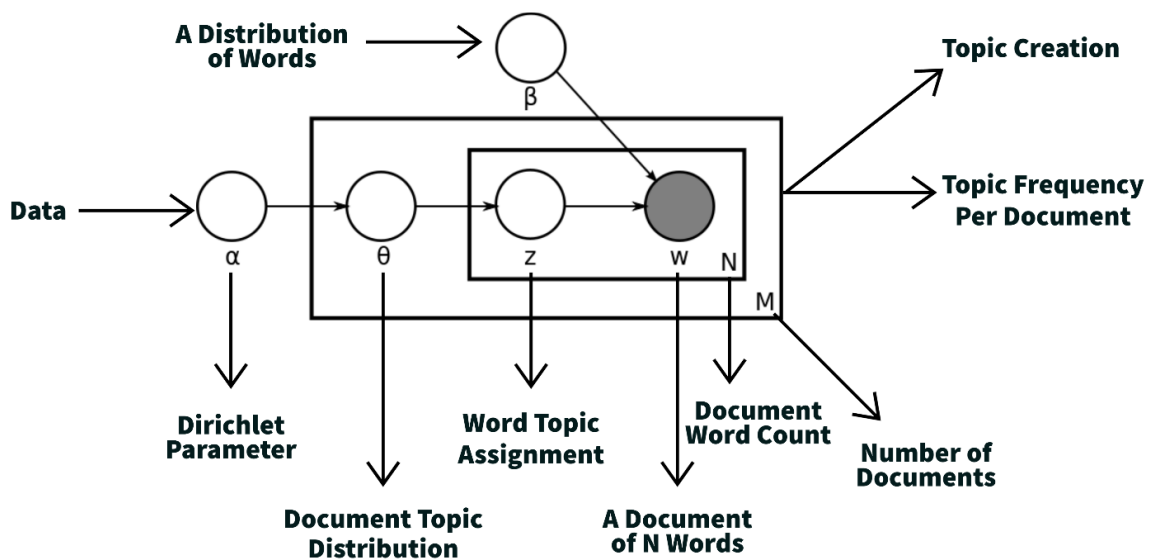 A Distribution
of Words
β
Topic Creation
Data
Topic Frequency
Per Document
α
θ
z
w
N
M
Dirichlet
Parameter
Word Topic
Assignment
Document
Word Count
Number of
Documents
Document Topic
Distribution
A Document
of N Words